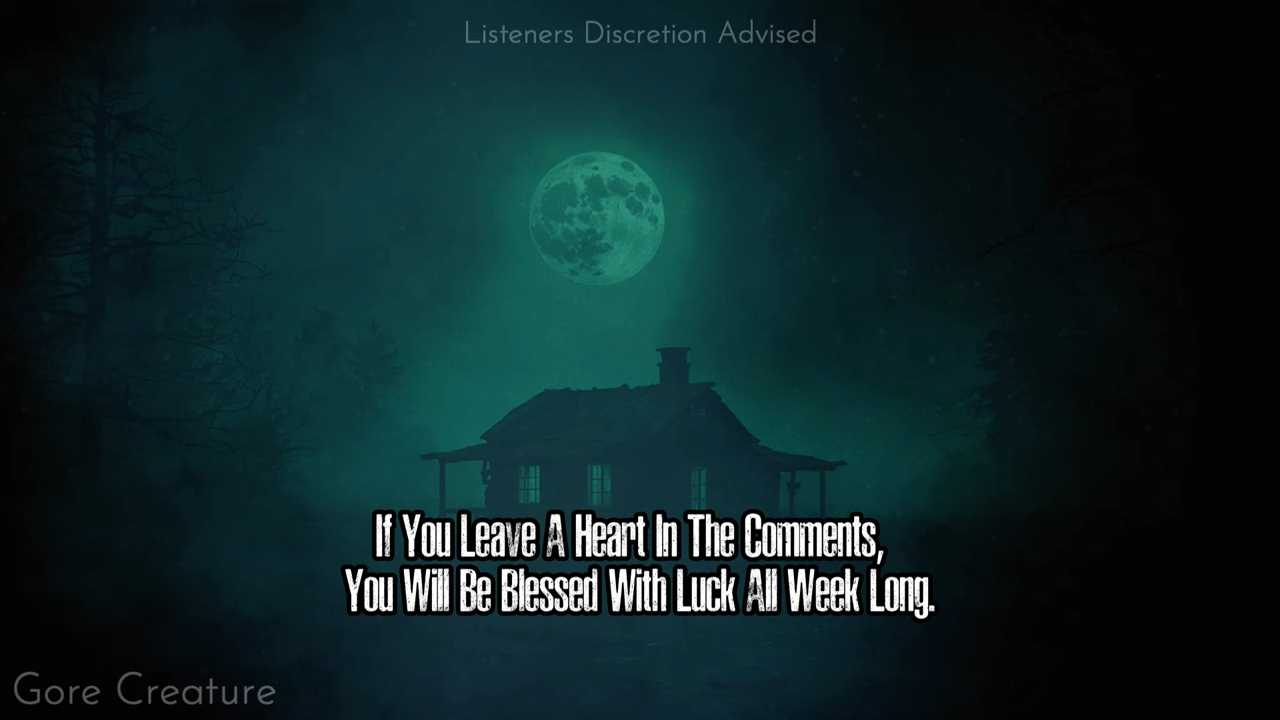 Listeners Discretion Advised
If You Leave A Heart In The Comments,
You Will Be Blessed With Luck All Week Long.
Gore Creature